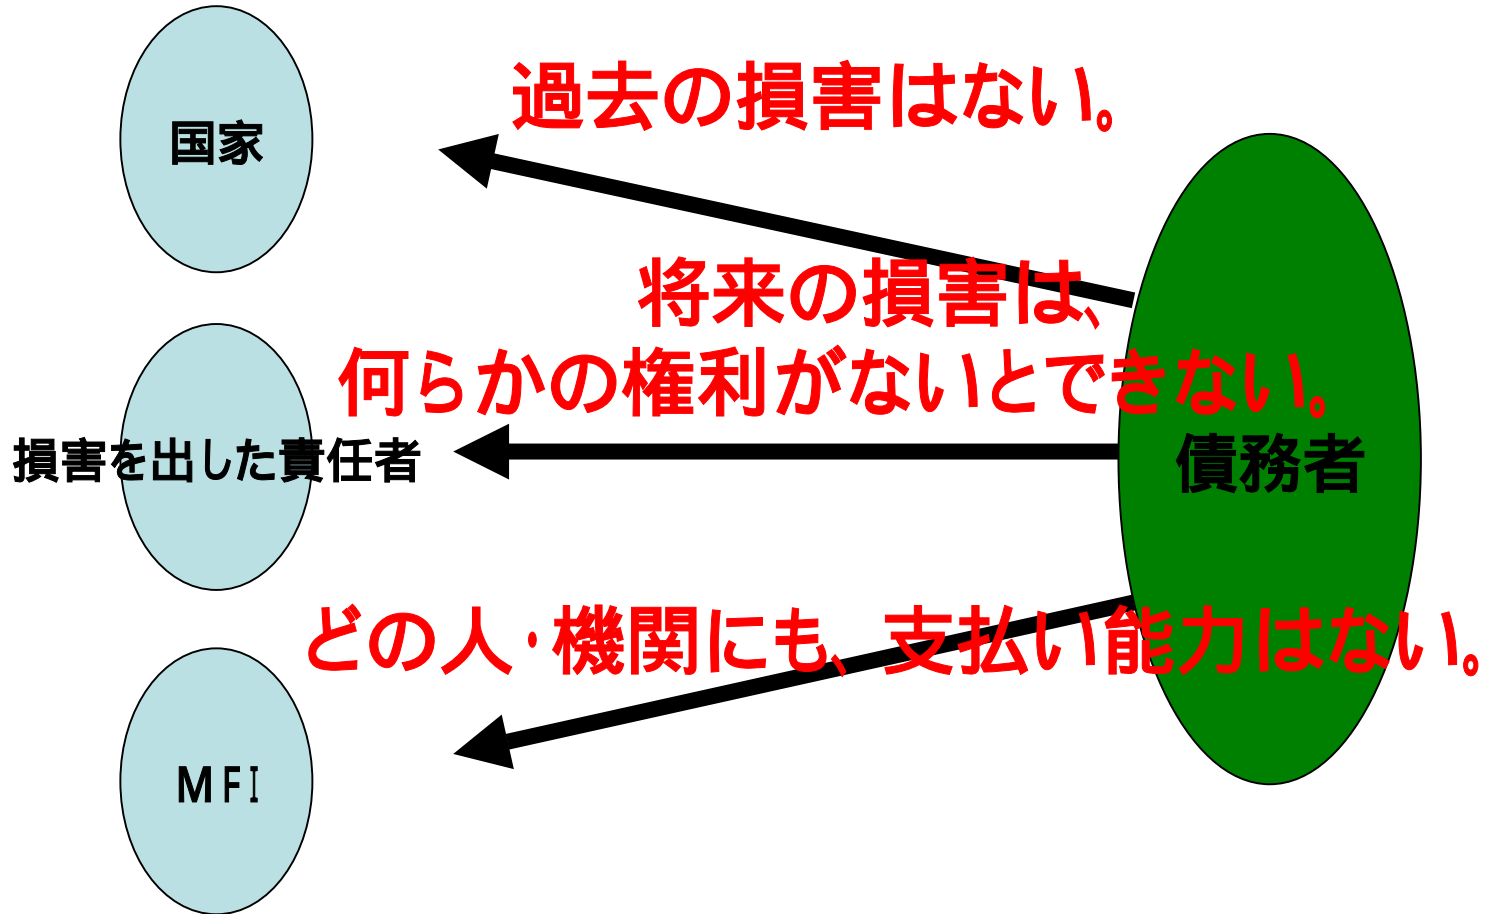 過去の損害はない。
国家
将来の損害は、
何らかの権利がないとできない。
損害を出した責任者
債務者
どの人・機関にも、支払い能力はない。
ＭＦＩ